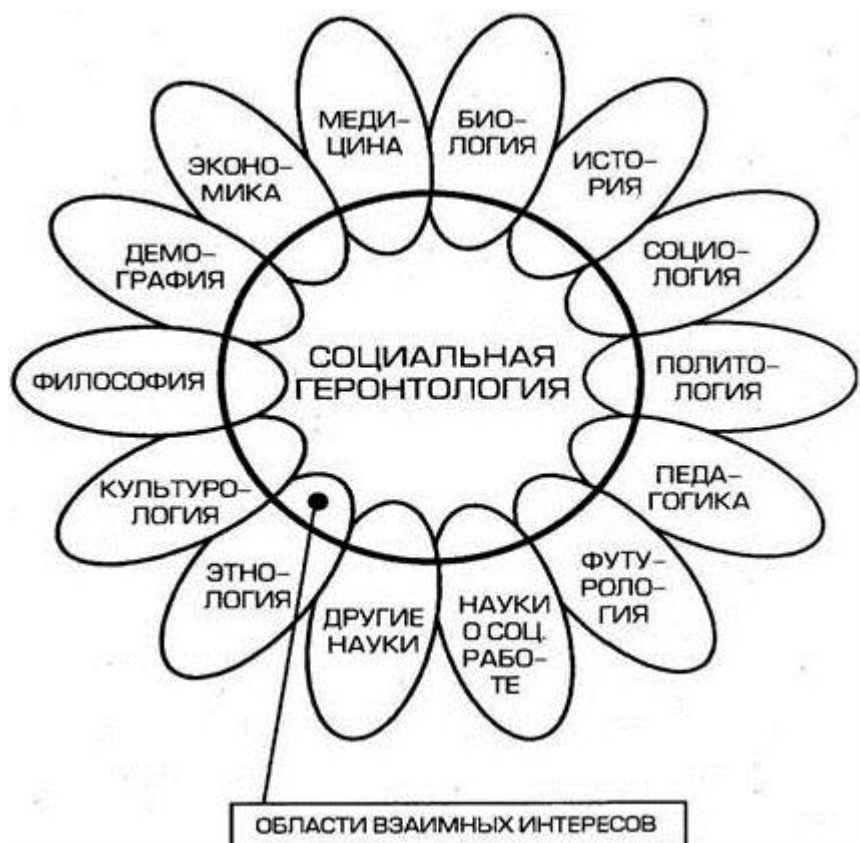 МЕДИ-
ЦИНА
БИО-
ЛОГИЯ
ЭКОНО-
МИКА
ИСТО-
РИЯ
ДЕМО-
ГРАФИЯ
СОЦИО-
ЛОГИЯ
СОЦИАЛЬНАЯ
ГЕРОНТОЛОГИЯ
ФИЛОСОФИЯ
ПОЛИТО-
ЛОГИЯ
КУЛЬТУРО-
ЛОГИЯ
ПЕДА-
ГОГИКА
ЭТНО-
ЛОГИЯ
ФУТУ-
РОЛО-
ГИЯ
ДРУГИЕ
НАУКИ
НАУКИ
О СОЦ.
РАБО-
ТЕ
ОБЛАСТИ ВЗАИМНЫХ ИНТЕРЕСОВ